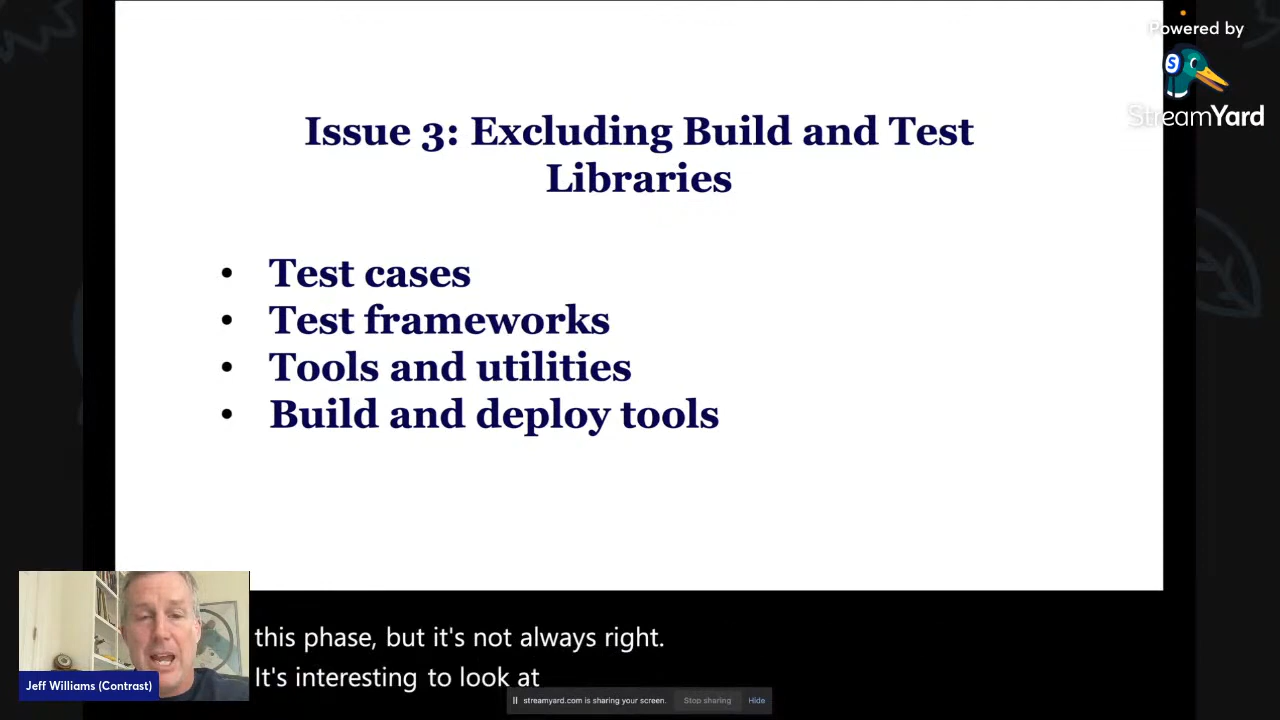 Powered by
S
StreamYard
Issue 3: Excluding Build and Test
Libraries
• Test cases
• Test frameworks
• Tools and utilities
• Build and deploy tools
this phase, but it's not always right.
It's interesting to look at
Jeff Williams (Contrast)
streamyard.com is sharing your screen.
Stop sharing
Hide